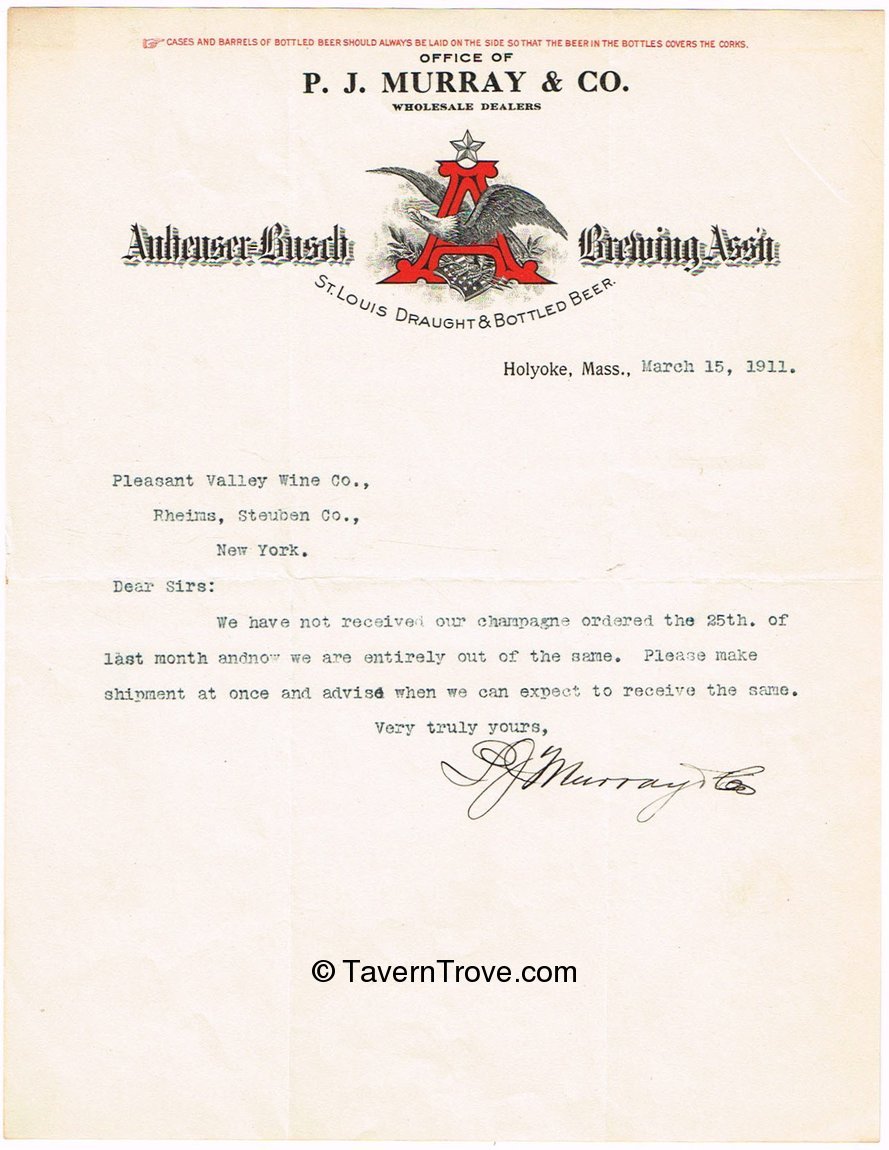 CASES AND BARRELS OF BOTTLED BEER SHOULD ALWAYS BE LAID ON THE SIDE SO THAT THE BEER IN THE BOTTLES COVERS THE CORKS.
OFFICE OF
P. J. MURRAY & CO.
WHOLESALE DEALERS
A
Anheuser-Busch Brewing Ass'n
ST. LOUIS DRAUGHT & BOTTLED BEER.
Holyoke, Mass., March 15, 1911.
Pleasant Valley Wine Co.,
Rheims, Steuben Co.,
New York.
Dear Sirs:
We have not received our champagne ordered the 25th. of
last month andnow we are entirely out of the same. Please make
shipment at once and advise when we can expect to receive the same.
Very truly yours,
P J Murray & Co
© TavernTrove.com